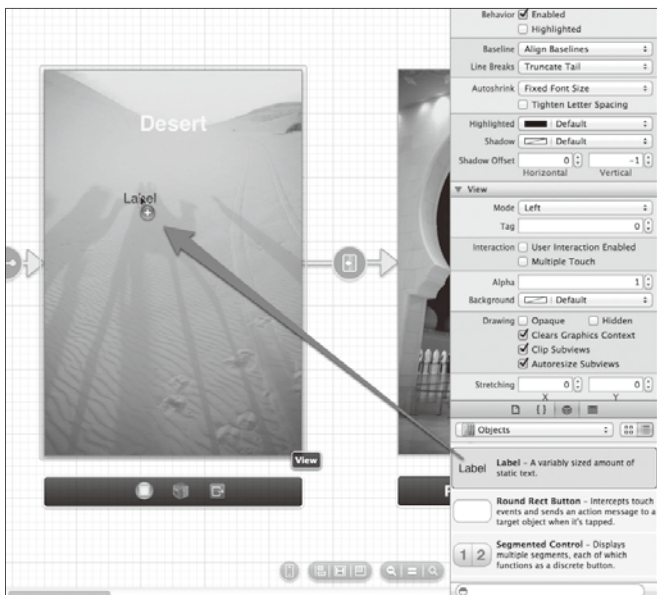 Desert
Label
View
Behavior Enabled
Highlighted
Baseline Align Baselines
Line Breaks Truncate Tail
Autoshrink Fixed Font Size
Tighten Letter Spacing
Highlighted Default
Shadow Default
Shadow Offset 0 -1
Horizontal Vertical
View
Mode Left
Tag 0
Interaction User Interaction Enabled
Multiple Touch
Alpha 1
Background Default
Drawing Opaque Hidden
Clears Graphics Context
Clip Subviews
Autoresize Subviews
Stretching 0 0
X Y
Objects
Label Label – A variably sized amount of
static text.
Round Rect Button – Intercepts touch
events and sends an action message to a
target object when it's tapped.
1 2 Segmented Control – Displays
multiple segments, each of which
functions as a discrete button.